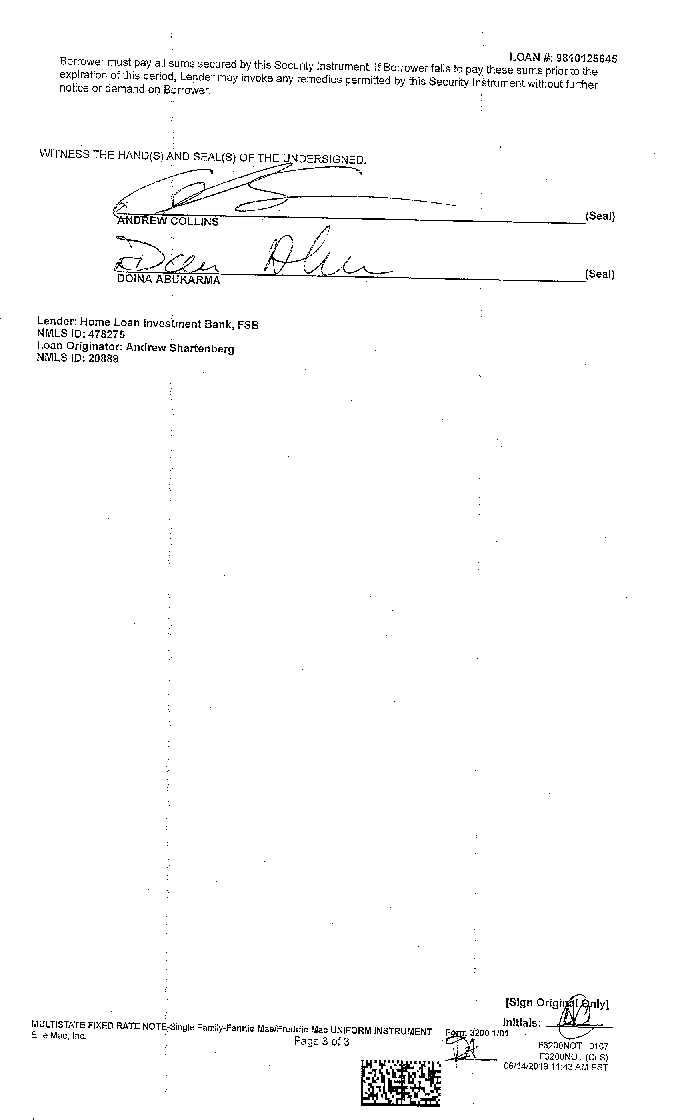 LOAN #: 9810125645
Borrower must pay all sums secured by this Security Instrument. If Borrower fails to pay these sums prior to the
expiration of this period, Lender may invoke any remedies permitted by this Security Instrument without further
notice or demand on Borrower.
WITNESS THE HAND(S) AND SEAL(S) OF THE UNDERSIGNED.
(Seal)
ANDREW COLLINS
(Seal)
DOINA ABUKARMA
Lender: Home Loan Investment Bank, FSB
NMLS ID: 478275
Loan Originator: Andrew Shartenberg
NMLS ID: 20889
[Sign Original Only]
MULTISTATE FIXED RATE NOTE-Single Family-Fannie Mae/Freddie Mac UNIFORM INSTRUMENT Form 3200 1/01
Initials:
Ellie Mae, Inc.
Page 3 of 3
F3200NOT 0107
F3200NOT (CLS)
06/14/2019 11:43 AM PST